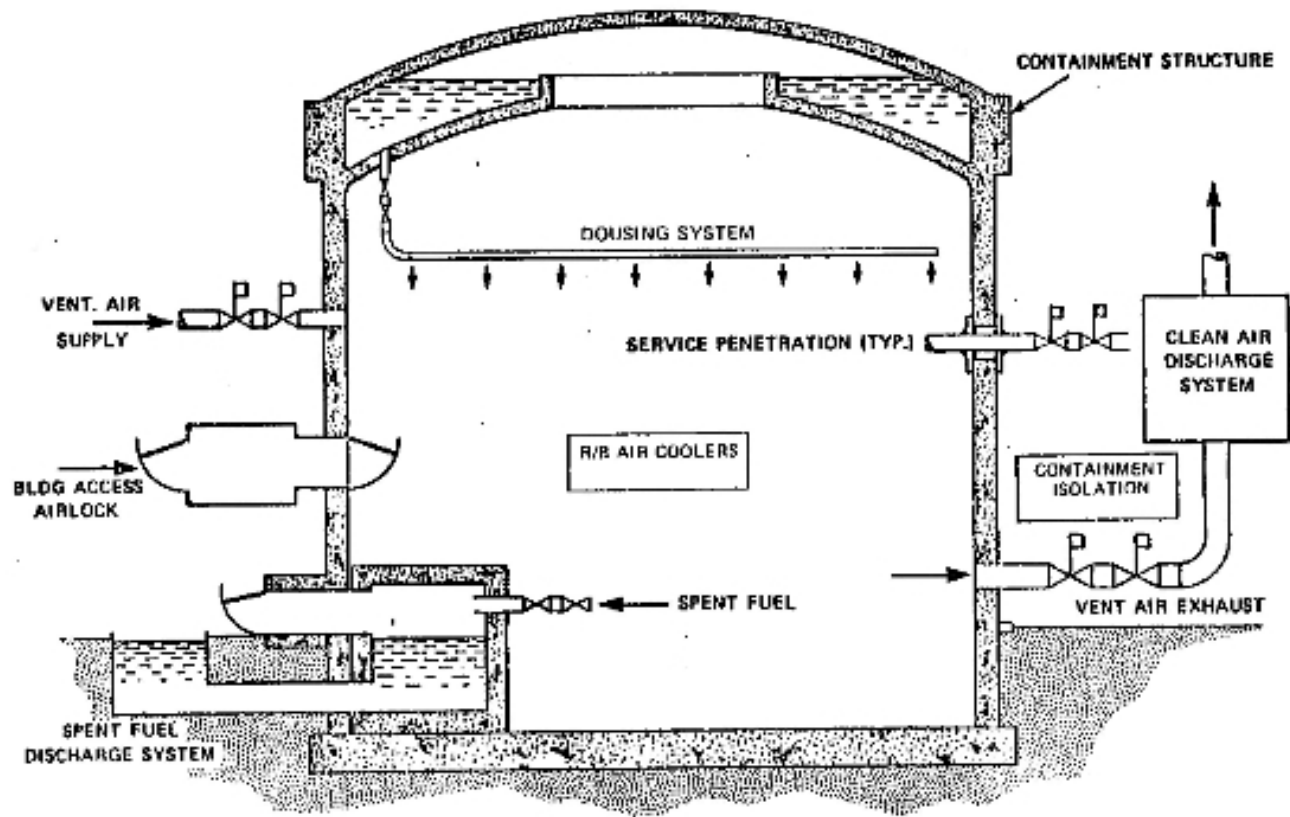 CONTAINMENT STRUCTURE
DOUSING SYSTEM
VENT. AIR
SUPPLY
SERVICE PENETRATION (TYP.)
CLEAN AIR
DISCHARGE
SYSTEM
R/B AIR COOLERS
BLDG ACCESS
AIRLOCK
CONTAINMENT
ISOLATION
SPENT FUEL
VENT AIR EXHAUST
SPENT FUEL
DISCHARGE SYSTEM